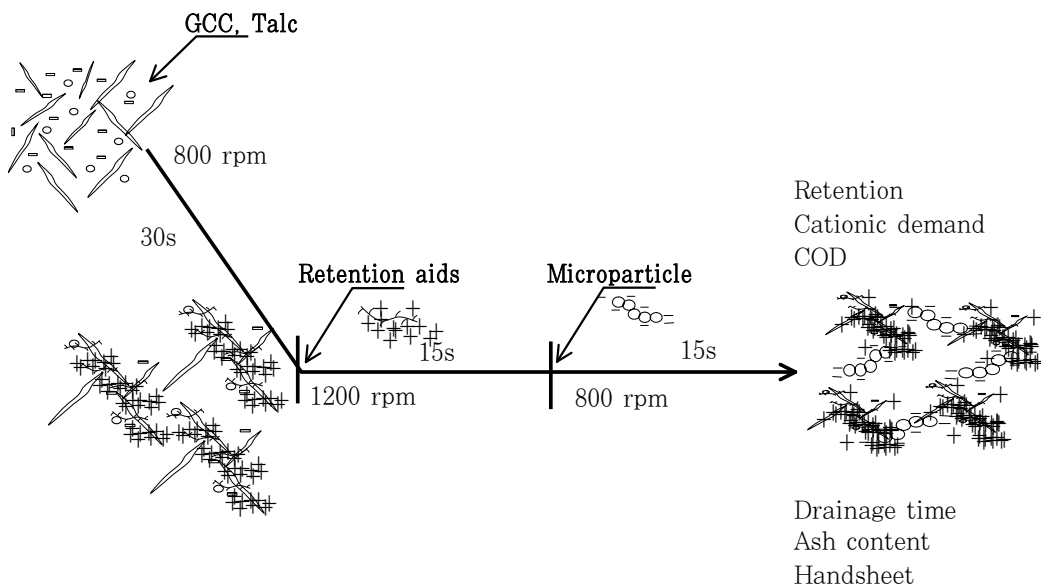 GCC, Talc
800 rpm
30s
Retention aids
15s
1200 rpm
Microparticle
15s
800 rpm
Retention
Cationic demand
COD
Drainage time
Ash content
Handsheet